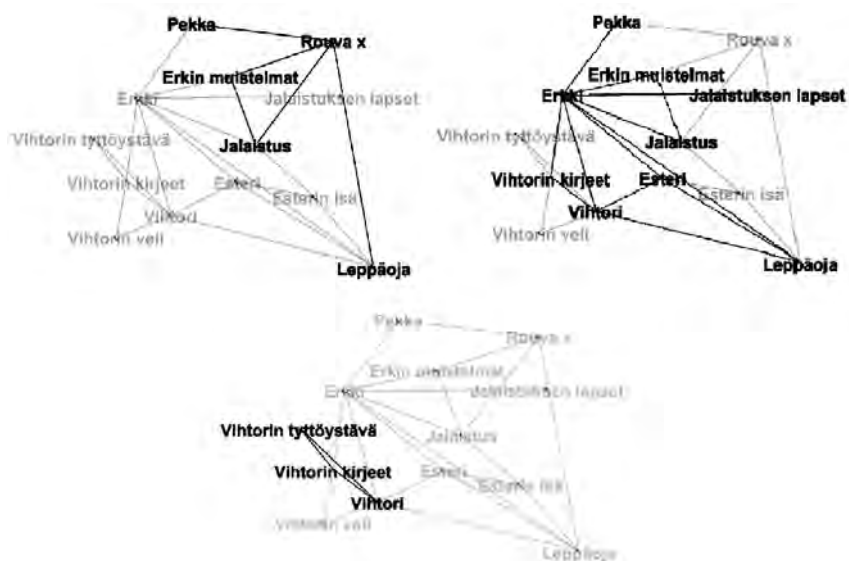 Pekka
Rouva x
Erkin muistelmat
Erkki
Jalaistuksen lapset
Vihtorin tyttöystävä
Jalaistus
Vihtorin kirjeet
Esteri
Esterin isä
Vihtori
Vihtorin veli
Leppäoja
Pekka
Rouva x
Erkin muistelmat
Erkki
Jalaistuksen lapset
Vihtorin tyttöystävä
Jalaistus
Vihtorin kirjeet
Esteri
Esterin isä
Vihtori
Vihtorin veli
Leppäoja
Pekka
Rouva x
Erkin muistelmat
Erkki
Jalaistuksen lapset
Vihtorin tyttöystävä
Jalaistus
Vihtorin kirjeet
Esteri
Esterin isä
Vihtori
Vihtorin veli
Leppäoja